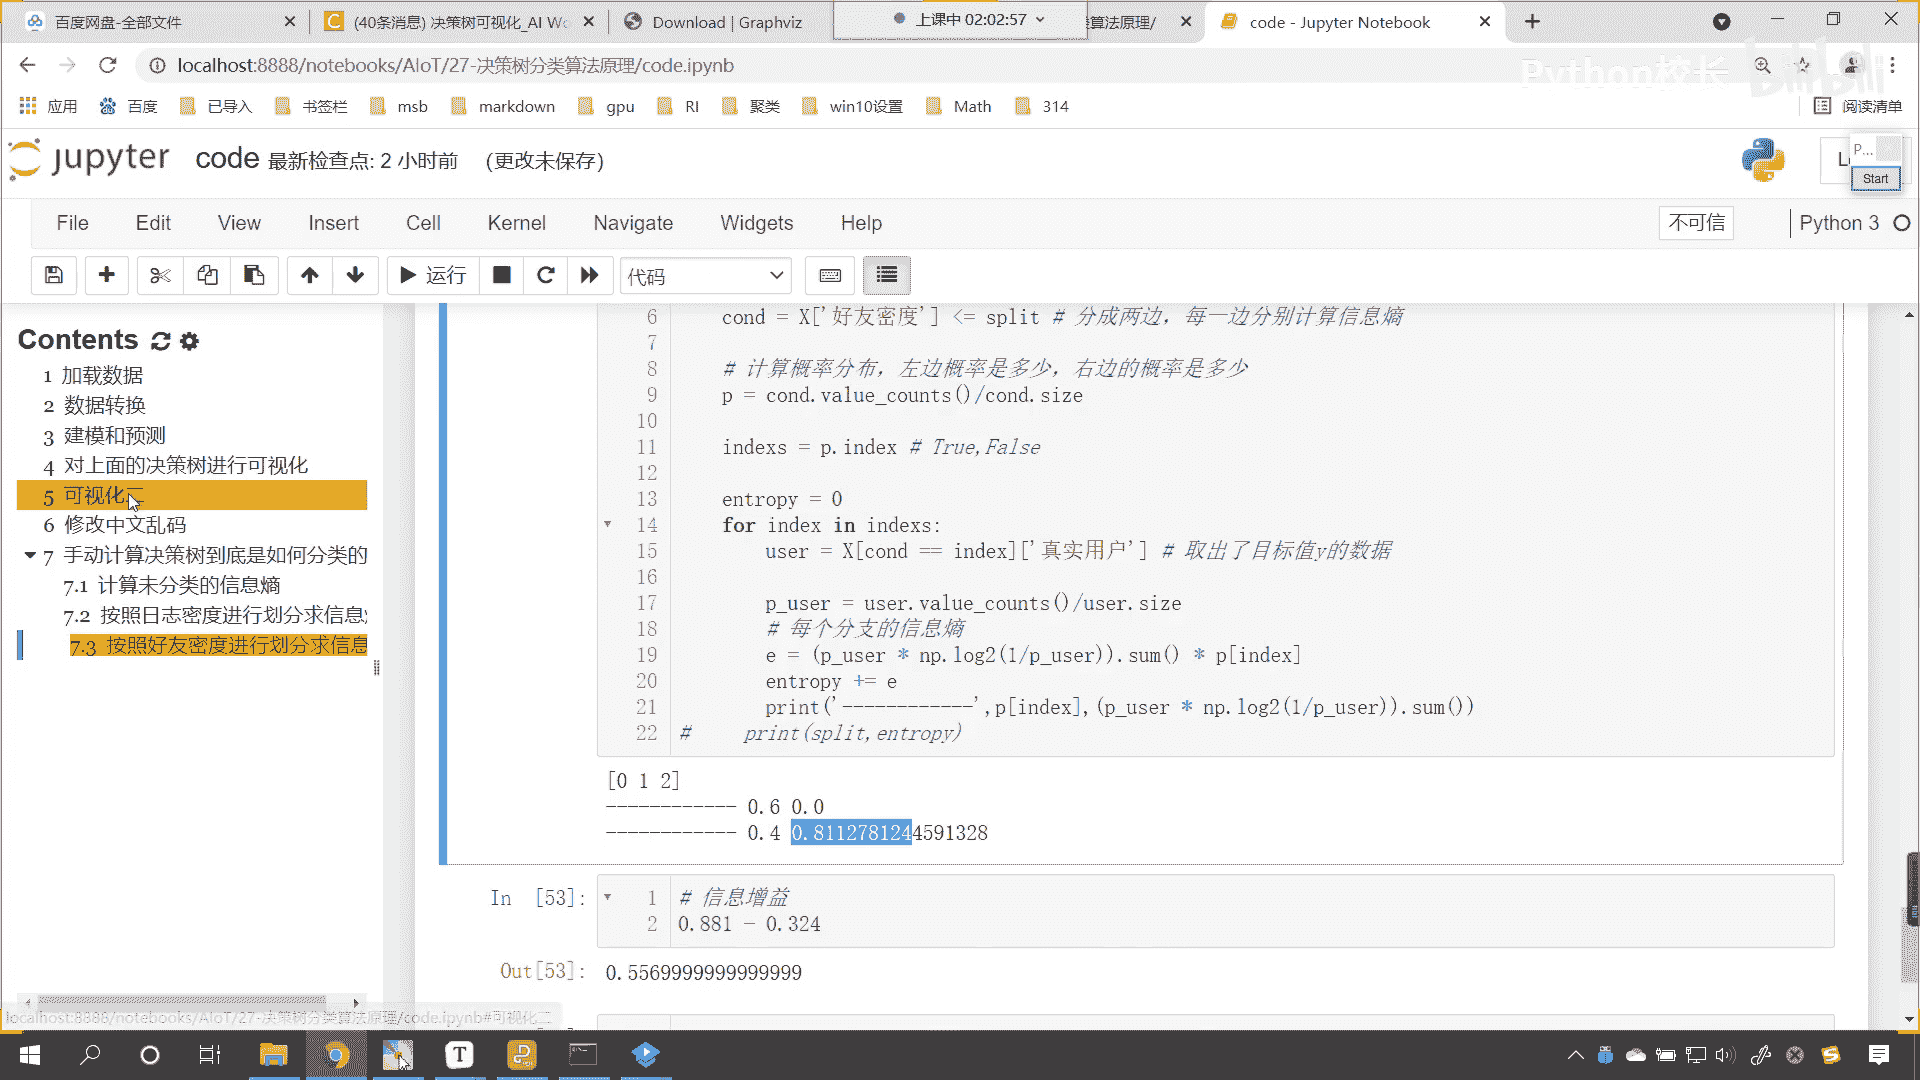 百度网盘-全部文件
(40条消息) 决策树可视化_AI Wo
Download | Graphviz
上课中 02:02:57
类算法原理/
code - Jupyter Notebook
localhost:8888/notebooks/AIoT/27-决策树分类算法原理/code.ipynb
Python校长
bilibili
应用
百度
已导入
书签栏
msb
markdown
gpu
RI
聚类
win10设置
Math
314
阅读清单
jupyter
code 最新检查点: 2 小时前 (更改未保存)
P...
Start
File Edit View Insert Cell Kernel Navigate Widgets Help
不可信
Python 3
运行
代码
Contents
1 加载数据
2 数据转换
3 建模和预测
4 对上面的决策树进行可视化
5 可视化二
6 修改中文乱码
7 手动计算决策树到底是如何分类的
7.1 计算未分类的信息熵
7.2 按照日志密度进行划分求信息
7.3 按照好友密度进行划分求信息
6 cond = X['好友密度'] <= split # 分成两边，每一边分别计算信息熵
7
8 # 计算概率分布，左边概率是多少，右边的概率是多少
9 p = cond.value_counts()/cond.size
10
11 indexs = p.index # True,False
12
13 entropy = 0
14 for index in indexs:
15 user = X[cond == index]['真实用户'] # 取出了目标值y的数据
16
17 p_user = user.value_counts()/user.size
18 # 每个分支的信息熵
19 e = (p_user * np.log2(1/p_user)).sum() * p[index]
20 entropy += e
21 print('------------',p[index],(p_user * np.log2(1/p_user)).sum())
22 # print(split,entropy)
[0 1 2]
------------ 0.6 0.0
------------ 0.4 0.8112781244591328
In [53]:
1 # 信息增益
2 0.881 - 0.324
Out[53]: 0.5569999999999999
localhost:8888/notebooks/AIoT/27-决策树分类算法原理/code.ipynb#可视化二